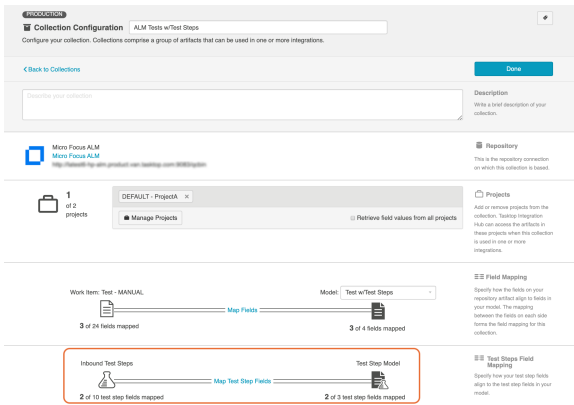 PRODUCTION
Collection Configuration
ALM Tests w/Test Steps
Configure your collection. Collections comprise a group of artifacts that can be used in one or more integrations.
Back to Collections
Done
Describe your collection
Description
Write a brief description of your
collection.
Micro Focus ALM
Micro Focus ALM
Repository
This is the repository connection
on which this collection is based.
1
of 2
projects
DEFAULT - ProjectA ×
Manage Projects
Retrieve field values from all projects
Projects
Add or remove projects from the
collection. Tasktop Integration
Hub can access the artifacts in
these projects when this collection
is used in one or more
integrations.
Work Item: Test - MANUAL
Model: Test w/Test Steps
Map Fields
3 of 24 fields mapped
3 of 4 fields mapped
Field Mapping
Specify how the fields on your
repository artifact align to fields in
your model. The mapping
between the fields on each side
forms the field mapping for this
collection.
Inbound Test Steps
Test Step Model
Map Test Step Fields
2 of 10 test step fields mapped
2 of 3 test step fields mapped
Test Steps Field
Mapping
Specify how your test step fields
align to the test step fields in your
model.